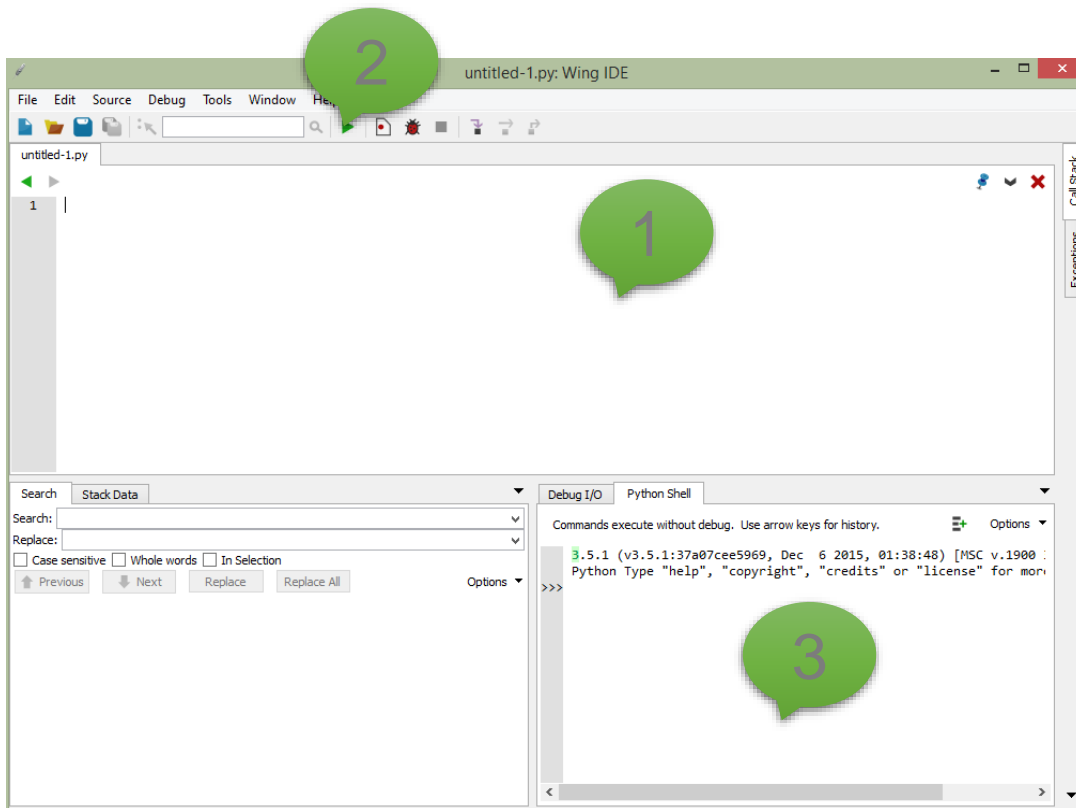 2
untitled-1.py: Wing IDE
File Edit Source Debug Tools Window
untitled-1.py
1
1
Call Stack
Exceptions
Search Stack Data
Debug I/O Python Shell
Search:
Replace:
Case sensitive Whole words In Selection
Previous Next Replace Replace All Options
Commands execute without debug. Use arrow keys for history. Options
3.5.1 (v3.5.1:37a07cee5969, Dec 6 2015, 01:38:48) [MSC v.1900
Python Type "help", "copyright", "credits" or "license" for more
>>>
3